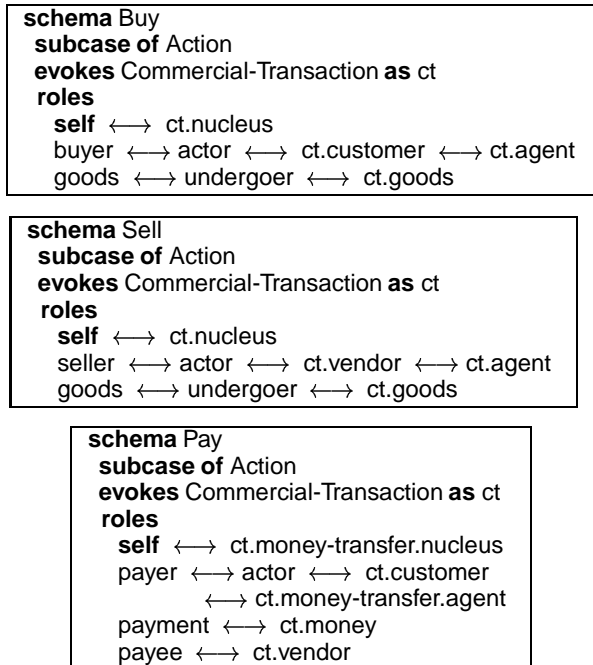 schema Buy
subcase of Action
evokes Commercial-Transaction as ct
roles
self ⟷ ct.nucleus
buyer ⟷ actor ⟷ ct.customer ⟷ ct.agent
goods ⟷ undergoer ⟷ ct.goods
schema Sell
subcase of Action
evokes Commercial-Transaction as ct
roles
self ⟷ ct.nucleus
seller ⟷ actor ⟷ ct.vendor ⟷ ct.agent
goods ⟷ undergoer ⟷ ct.goods
schema Pay
subcase of Action
evokes Commercial-Transaction as ct
roles
self ⟷ ct.money-transfer.nucleus
payer ⟷ actor ⟷ ct.customer
⟷ ct.money-transfer.agent
payment ⟷ ct.money
payee ⟷ ct.vendor